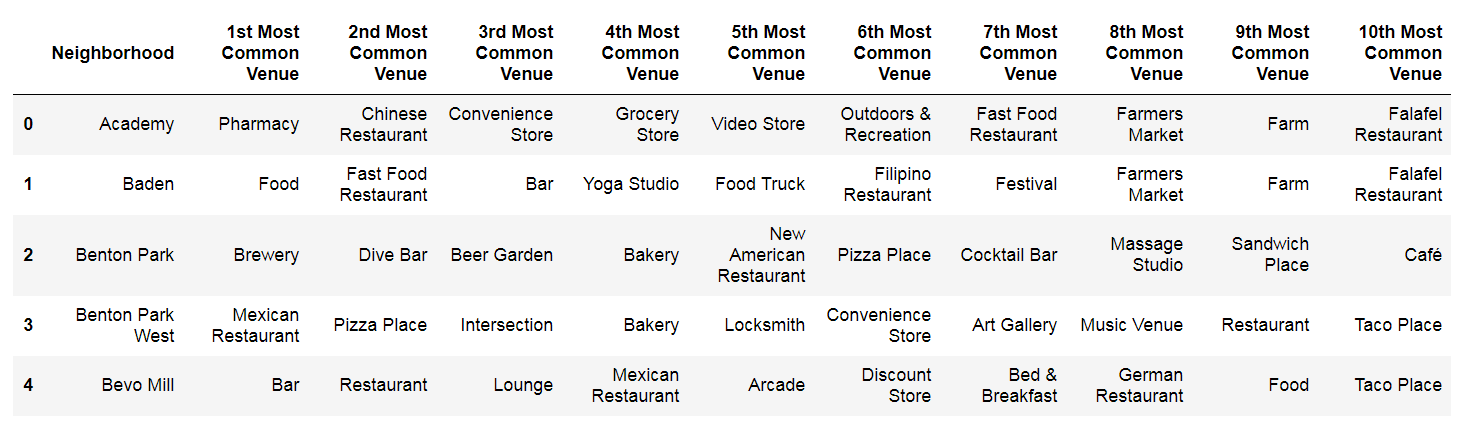 Neighborhood 1st Most Common Venue 2nd Most Common Venue 3rd Most Common Venue 4th Most Common Venue 5th Most Common Venue 6th Most Common Venue 7th Most Common Venue 8th Most Common Venue 9th Most Common Venue 10th Most Common Venue
0 Academy Pharmacy Chinese Restaurant Convenience Store Grocery Store Video Store Outdoors & Recreation Fast Food Restaurant Farmers Market Farm Falafel Restaurant
1 Baden Food Fast Food Restaurant Bar Yoga Studio Food Truck Filipino Restaurant Festival Farmers Market Farm Falafel Restaurant
2 Benton Park Brewery Dive Bar Beer Garden Bakery New American Restaurant Pizza Place Cocktail Bar Massage Studio Sandwich Place Café
3 Benton Park West Mexican Restaurant Pizza Place Intersection Bakery Locksmith Convenience Store Art Gallery Music Venue Restaurant Taco Place
4 Bevo Mill Bar Restaurant Lounge Mexican Restaurant Arcade Discount Store Bed & Breakfast German Restaurant Food Taco Place